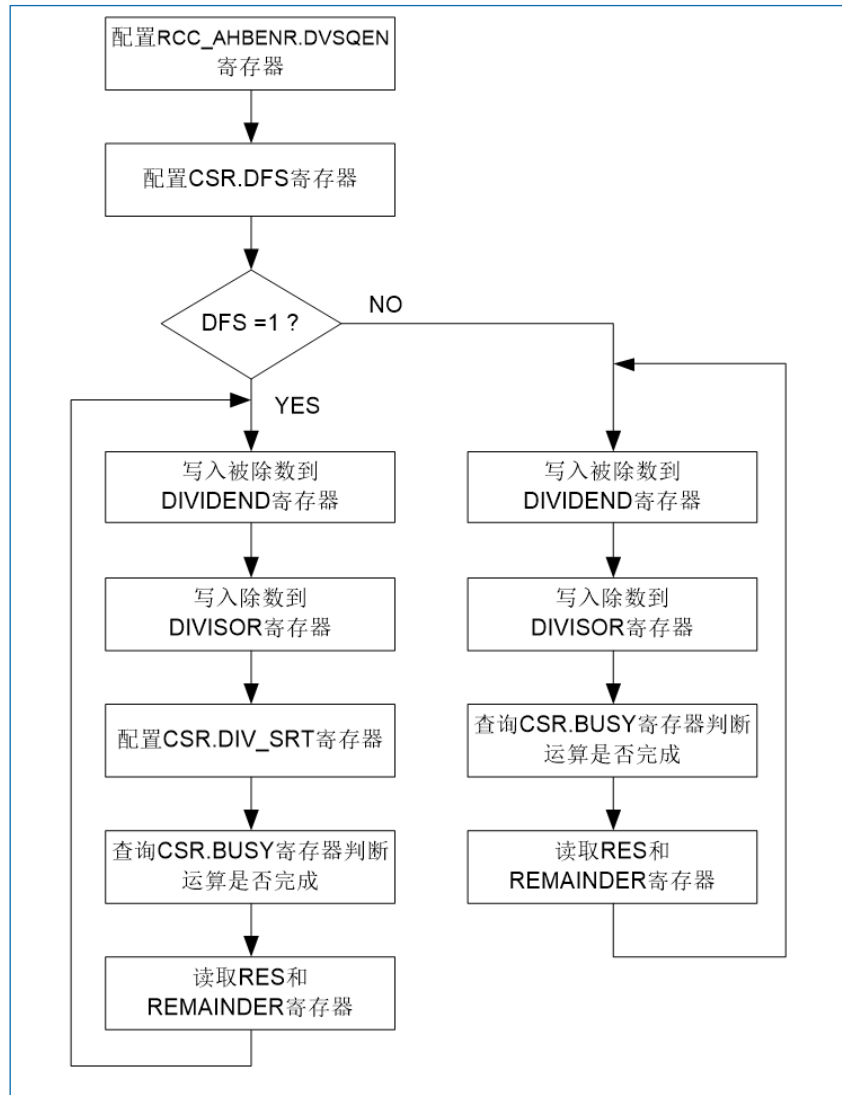 配置RCC_AHBENR.DVSQEN
寄存器
配置CSR.DFS寄存器
DFS =1 ?
NO
YES
写入被除数到
DIVIDEND寄存器
写入除数到
DIVISOR寄存器
配置CSR.DIV_SRT寄存器
查询CSR.BUSY寄存器判断
运算是否完成
读取RES和
REMAINDER寄存器
写入被除数到
DIVIDEND寄存器
写入除数到
DIVISOR寄存器
查询CSR.BUSY寄存器判断
运算是否完成
读取RES和
REMAINDER寄存器